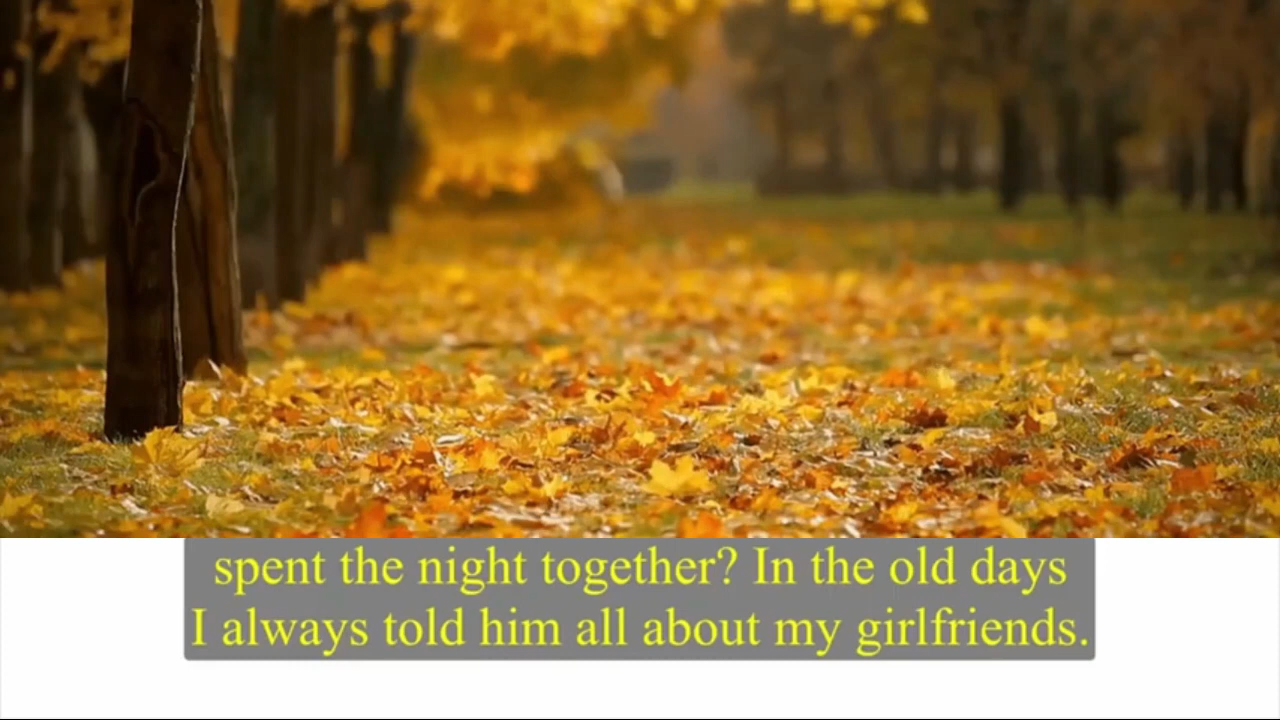 spent the night together? In the old days
I always told him all about my girlfriends.